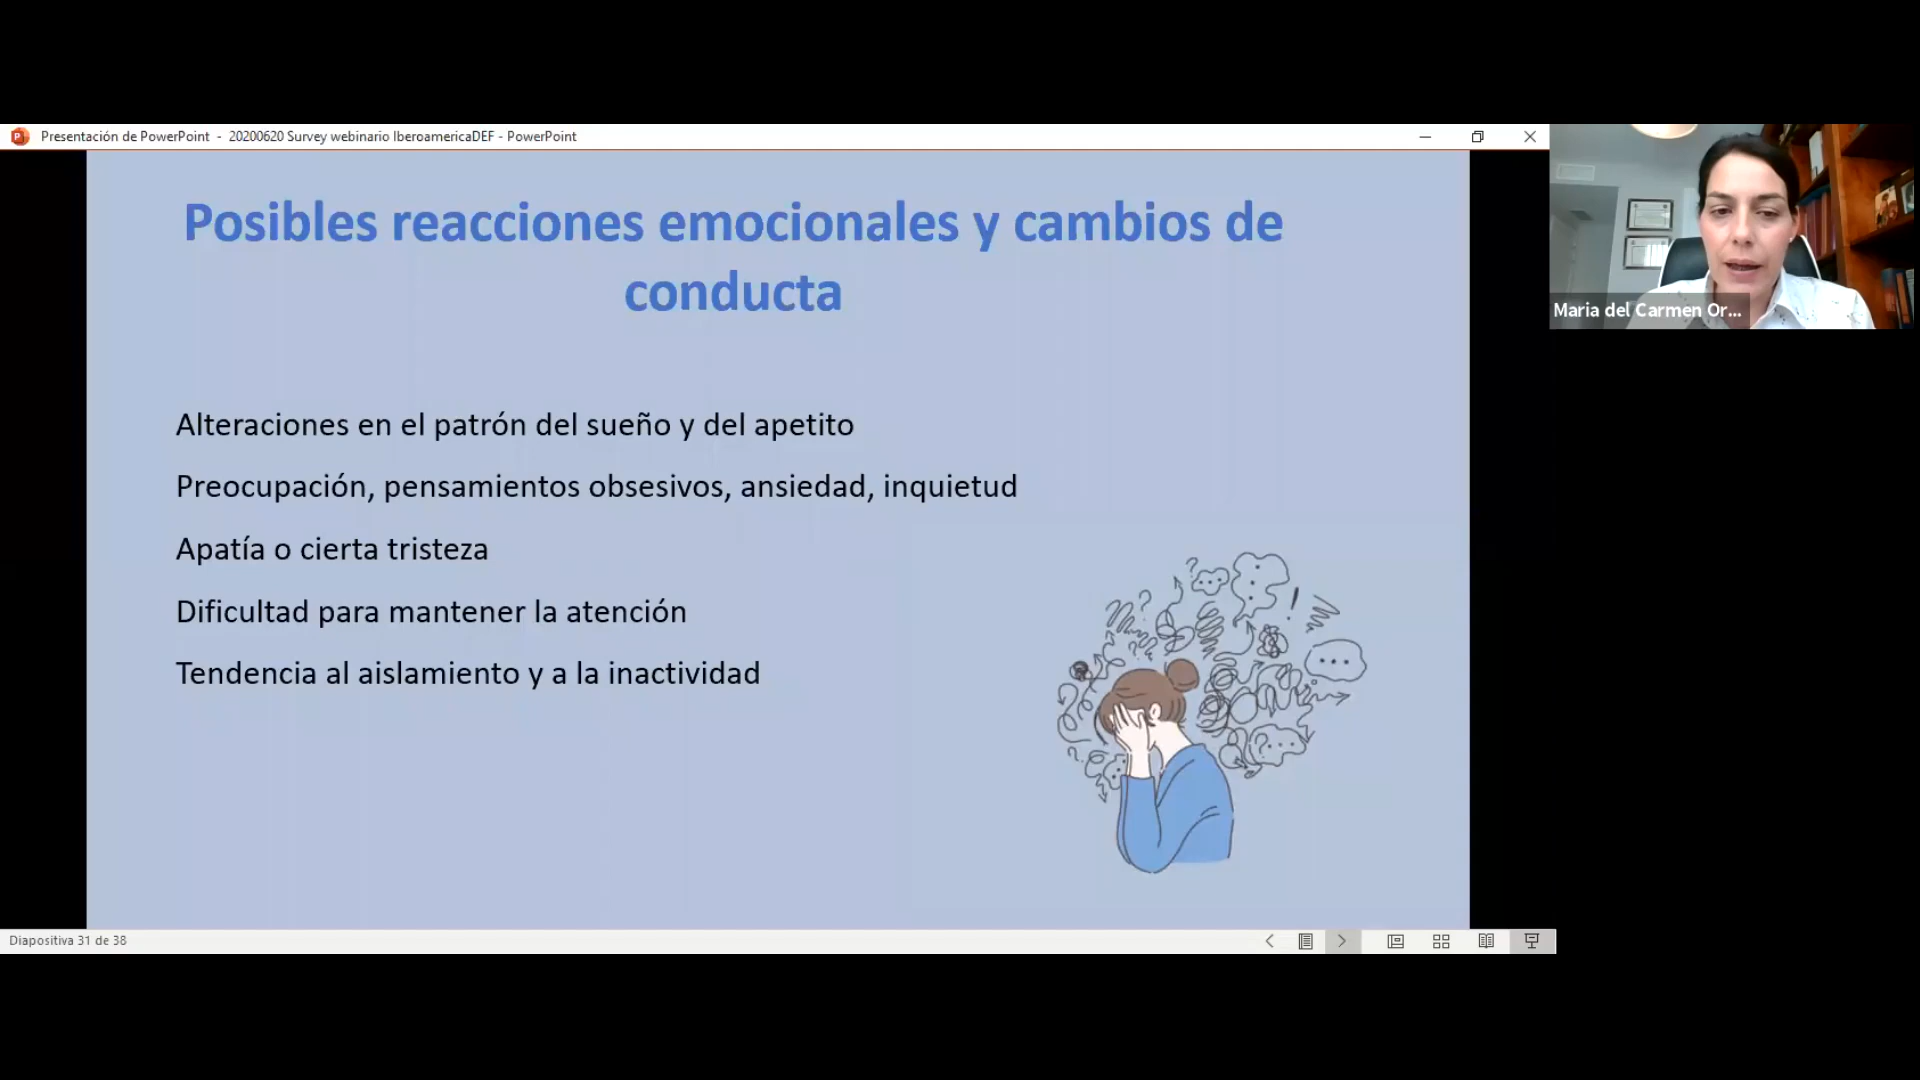 Presentación de PowerPoint - 20200620 Survey webinario IberoamericaDEF - PowerPoint
Posibles reacciones emocionales y cambios de
conducta
Alteraciones en el patrón del sueño y del apetito
Preocupación, pensamientos obsesivos, ansiedad, inquietud
Apatía o cierta tristeza
Dificultad para mantener la atención
Tendencia al aislamiento y a la inactividad
Maria del Carmen Or...
Diapositiva 31 de 38